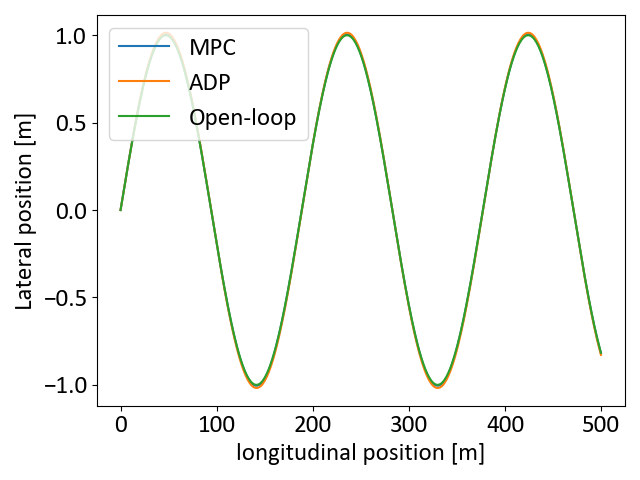 MPC
ADP
Open-loop
Lateral position [m]
1.0
0.5
0.0
−0.5
−1.0
0 100 200 300 400 500
longitudinal position [m]